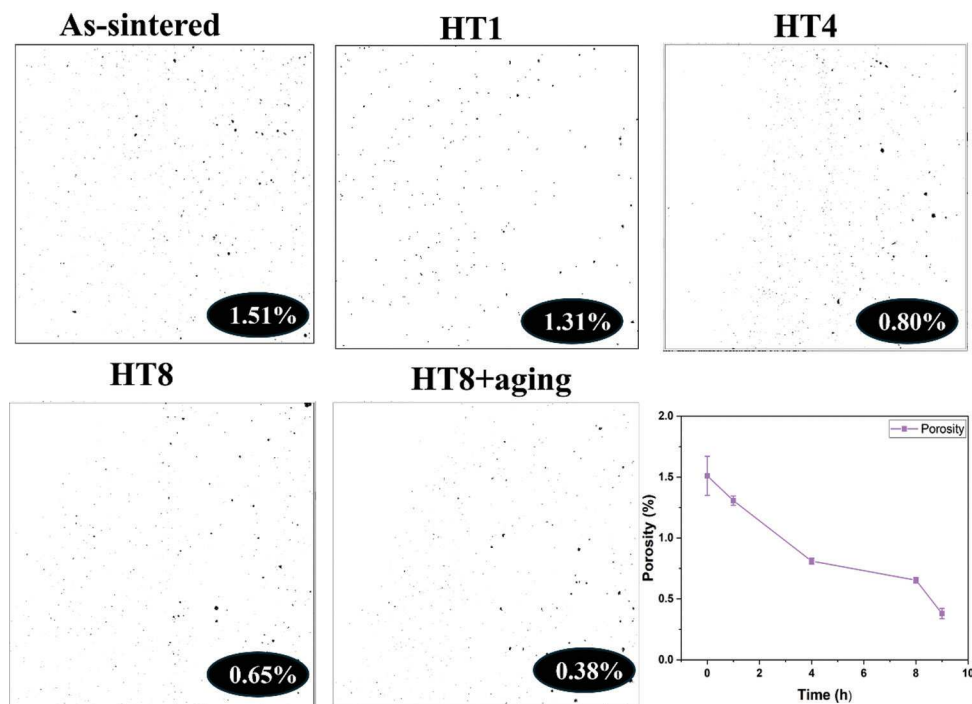 As-sintered
HT1
HT4
1.51%
1.31%
0.80%
HT8
HT8+aging
0.65%
0.38%
2.0
1.5
1.0
0.5
0.0
Porosity (%)
Porosity
0 2 4 6 8 10
Time (h)